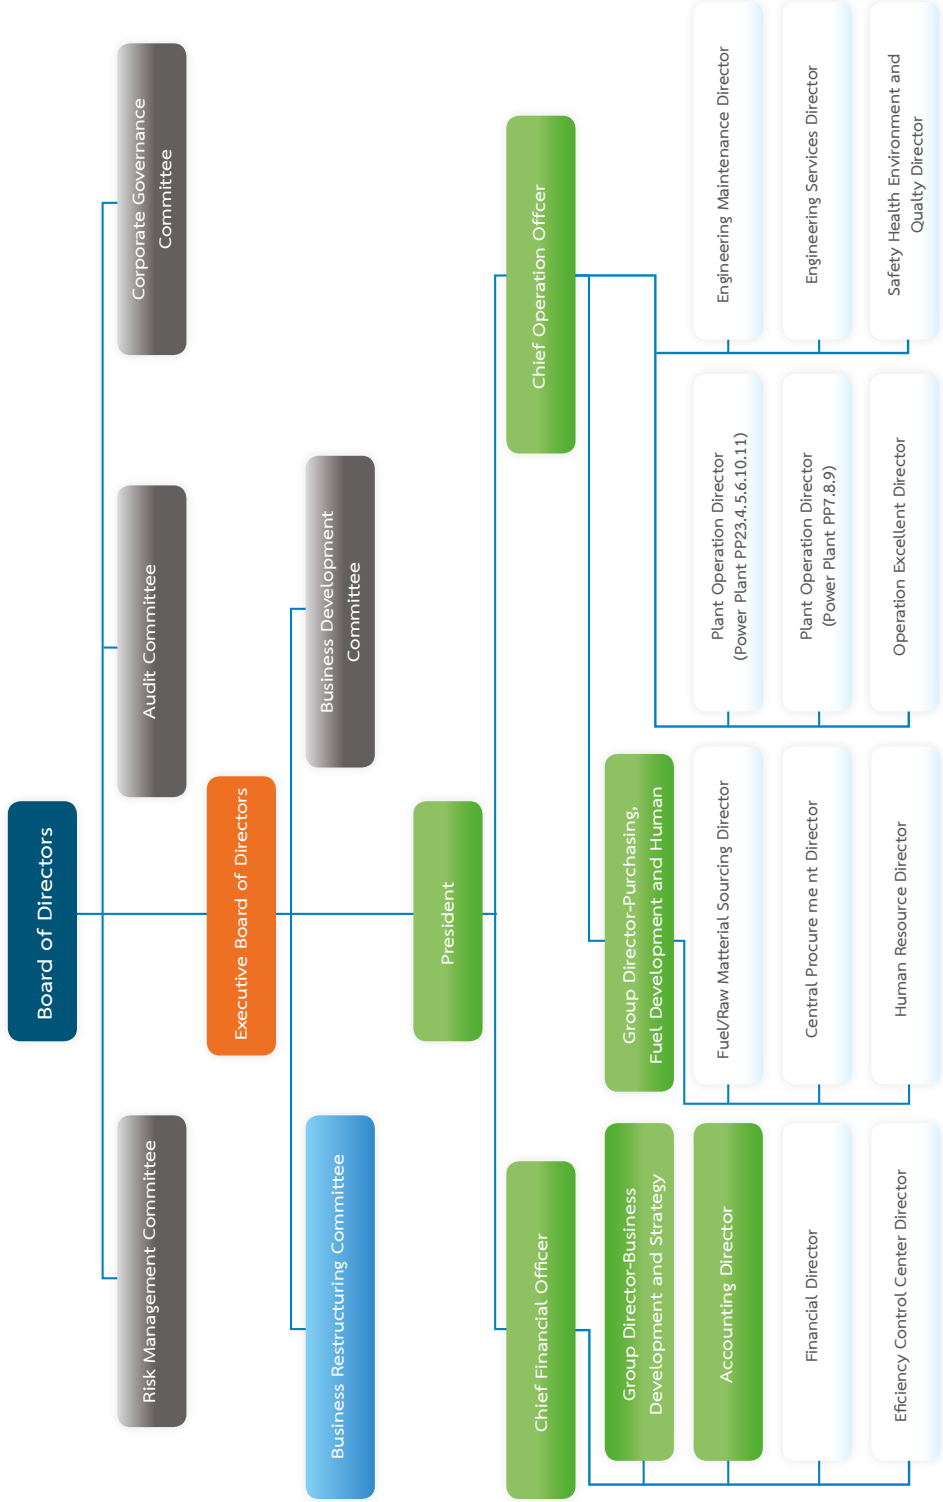 Board of Directors
Risk Management Committee
Audit Committee
Corporate Governance
Committee
Executive Board of Directors
Business Restructuring Committee
Business Development
Committee
President
Chief Financial Officer
Chief Operation Offcer
Group Director-Business
Development and Strategy
Accounting Director
Financial Director
Eficiency Control Center Director
Group Director-Purchasing,
Fuel Development and Human
Fuel/Raw Matterial Sourcing Director
Central Procure me nt Director
Human Resource Director
Plant Operation Director
(Power Plant PP23.4.5.6.10.11)
Plant Operation Director
(Power Plant PP7.8.9)
Operation Excellent Director
Engineering Maintenance Director
Engineering Services Director
Safety Health Environment and
Qualty Director